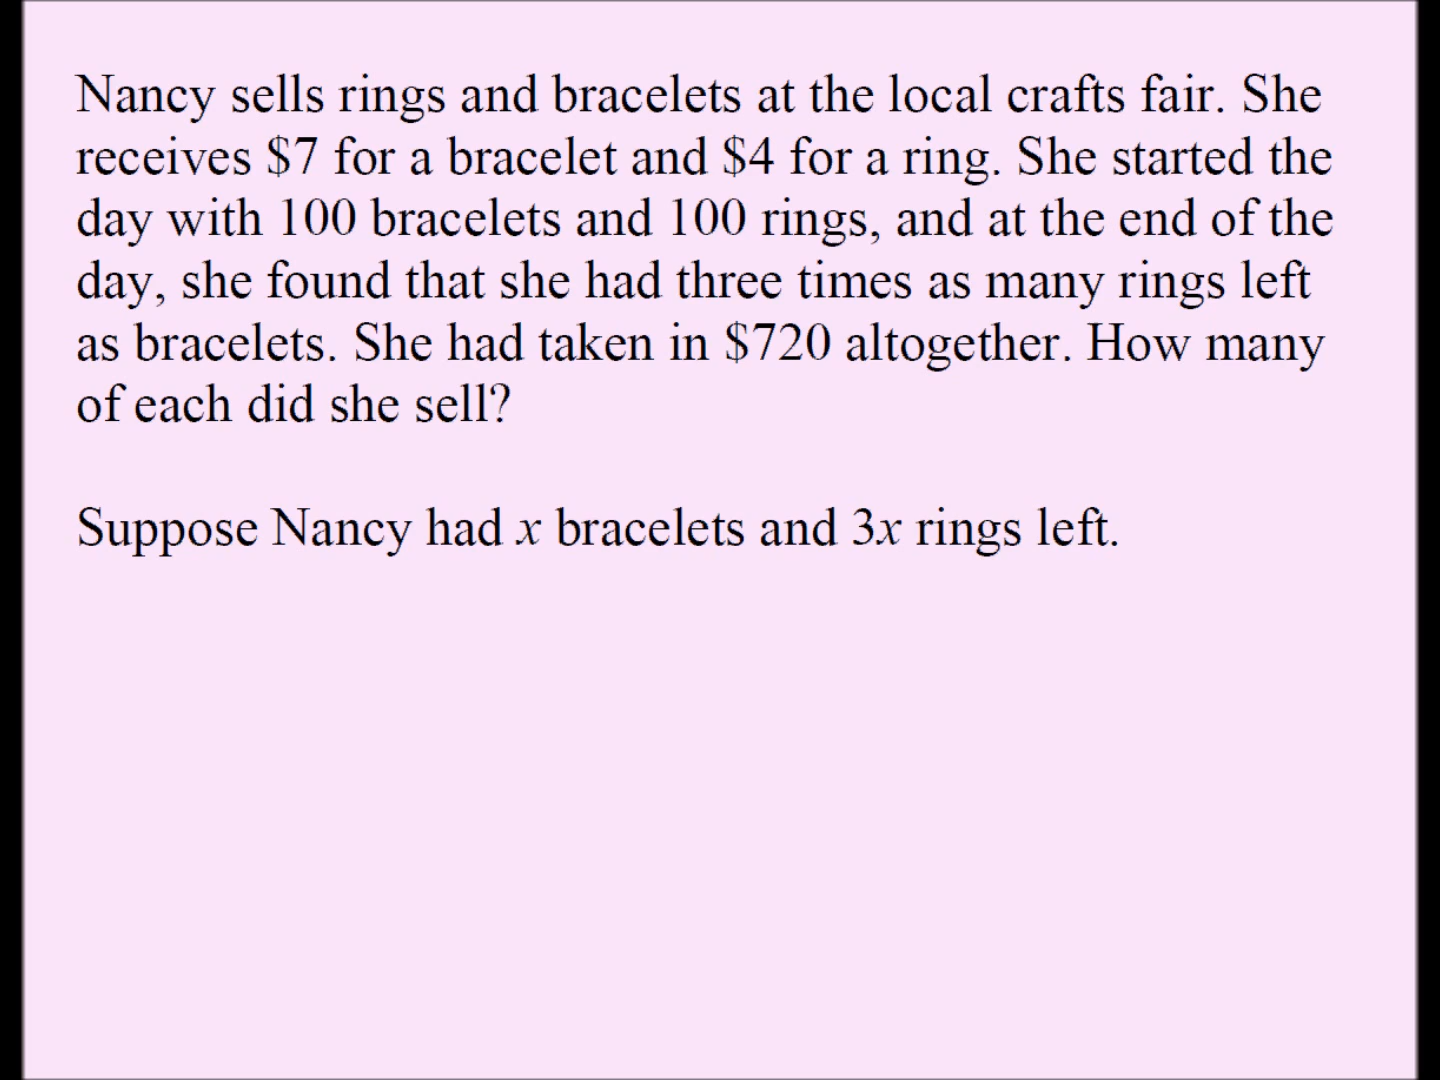 Nancy sells rings and bracelets at the local crafts fair. She
receives $7 for a bracelet and $4 for a ring. She started the
day with 100 bracelets and 100 rings, and at the end of the
day, she found that she had three times as many rings left
as bracelets. She had taken in $720 altogether. How many
of each did she sell?
Suppose Nancy had x bracelets and 3x rings left.